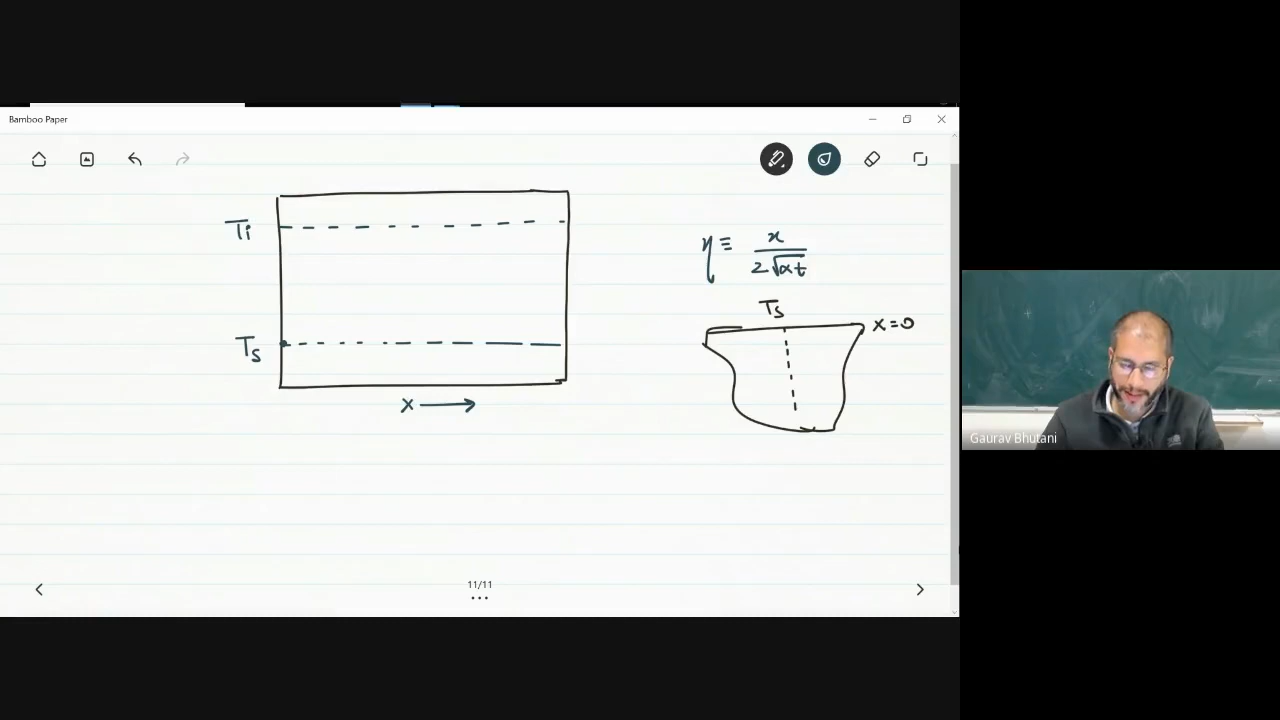 Bamboo Paper
Ti
Ts
x →
η ≡ x / 2√αt
Ts
x=0
11/11
Gaurav Bhutani